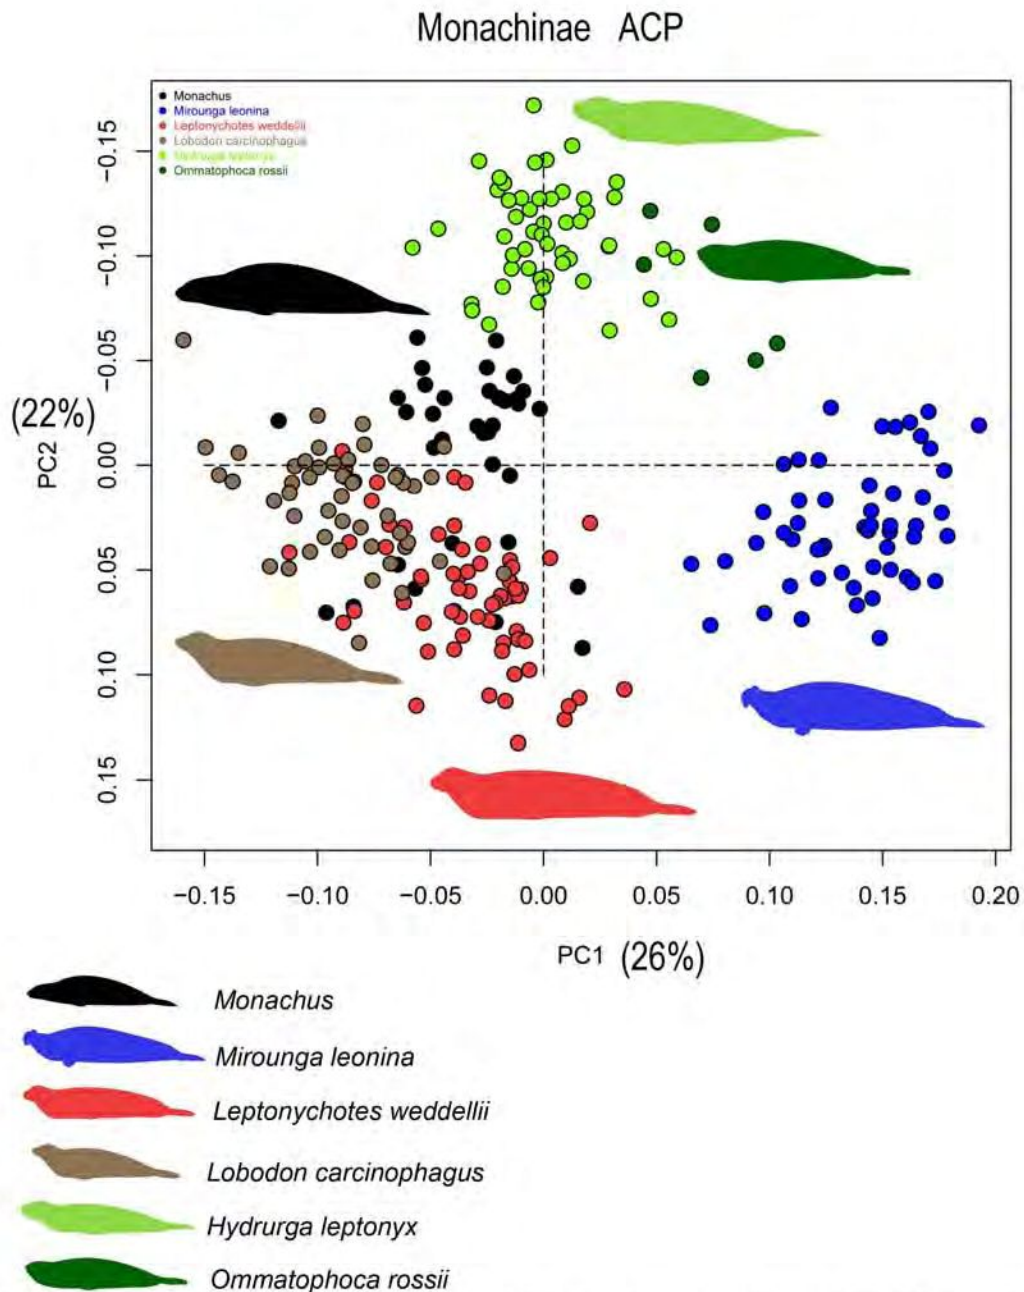 Monachinae ACP
Monachus
Mirounga leonina
Leptonychotes weddellii
Lobodon carcinophagus
Hydrurga leptonyx
Ommatophoca rossii
−0.15
−0.10
−0.05
0.00
0.05
0.10
0.15
(22%)
PC2
−0.15
−0.10
−0.05
0.00
0.05
0.10
0.15
0.20
PC1 (26%)
Monachus
Mirounga leonina
Leptonychotes weddellii
Lobodon carcinophagus
Hydrurga leptonyx
Ommatophoca rossii